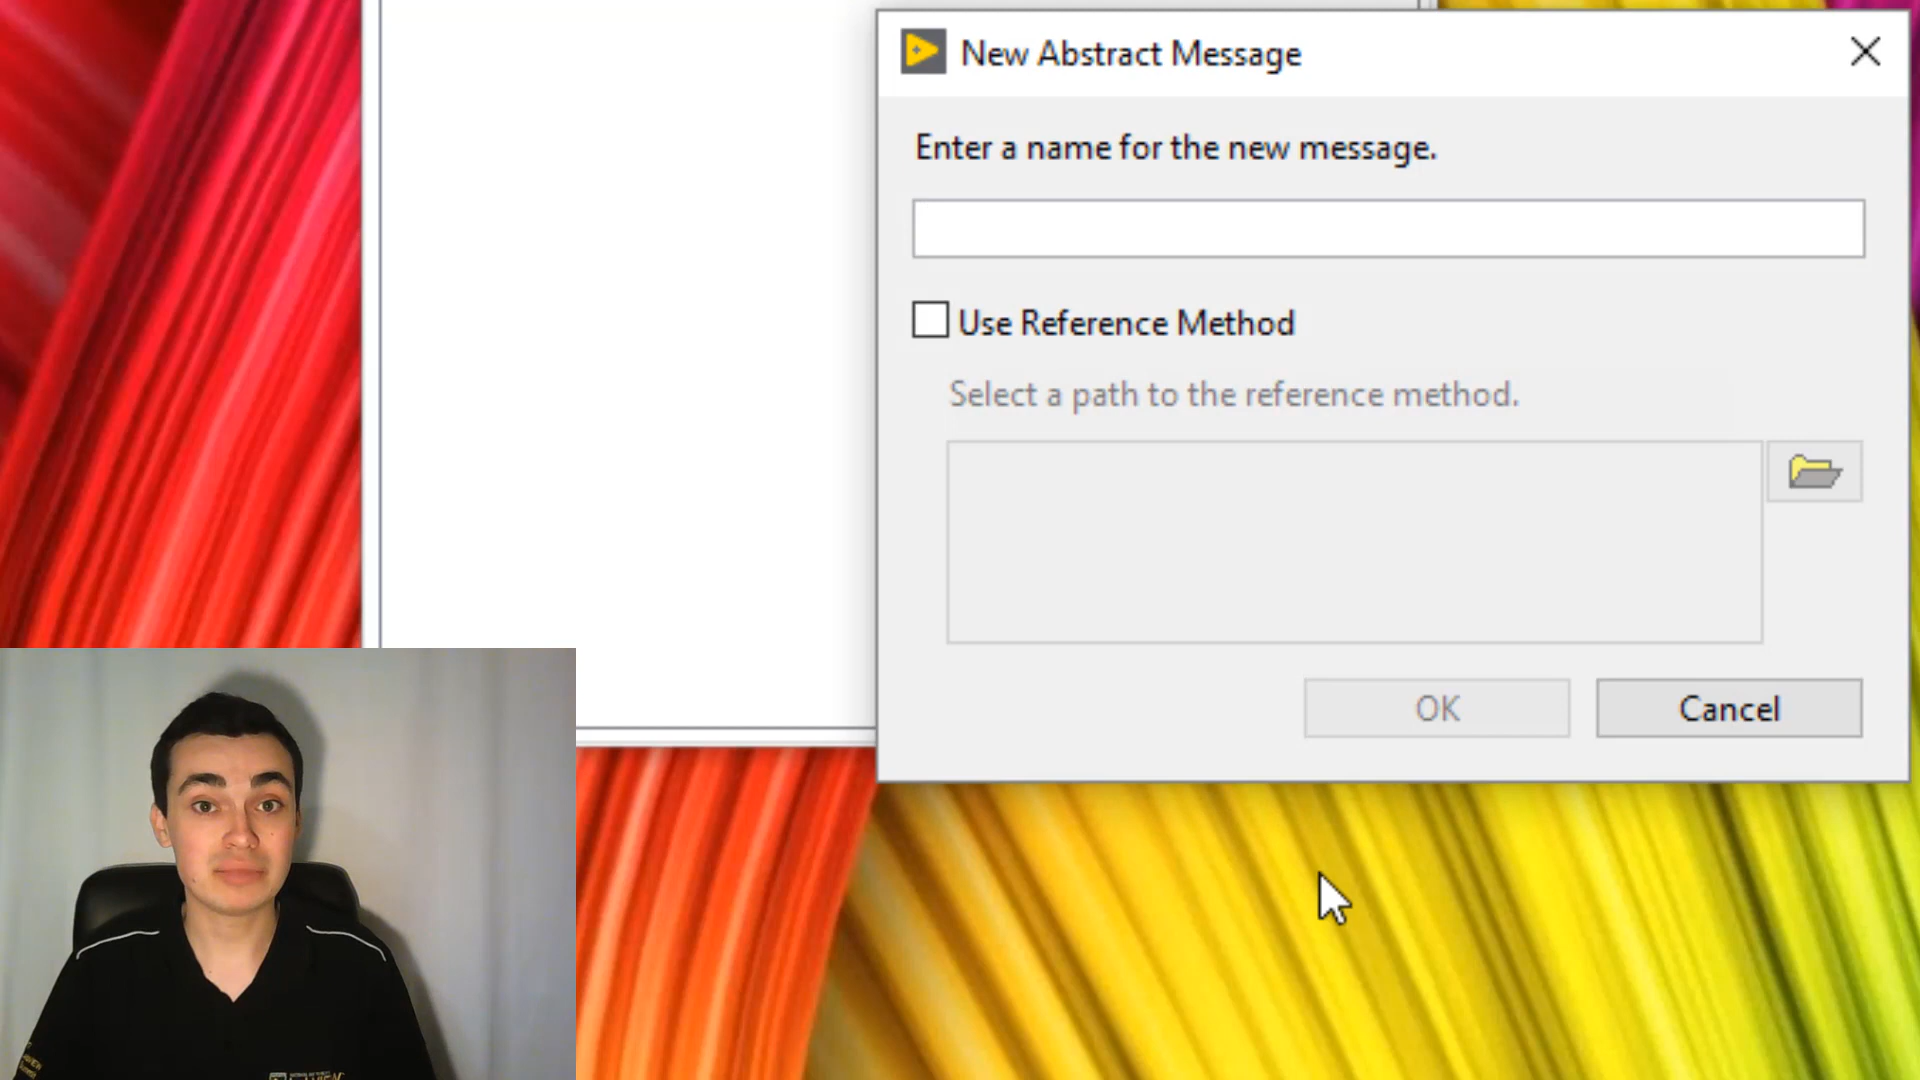 New Abstract Message
Enter a name for the new message.
Use Reference Method
Select a path to the reference method.
OK
Cancel